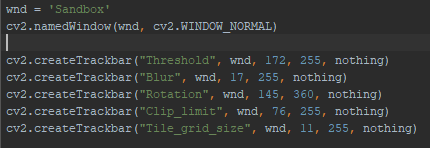 wnd = 'Sandbox'
cv2.namedWindow(wnd, cv2.WINDOW_NORMAL)
cv2.createTrackbar("Threshold", wnd, 172, 255, nothing)
cv2.createTrackbar("Blur", wnd, 17, 255, nothing)
cv2.createTrackbar("Rotation", wnd, 145, 360, nothing)
cv2.createTrackbar("Clip_limit", wnd, 76, 255, nothing)
cv2.createTrackbar("Tile_grid_size", wnd, 11, 255, nothing)